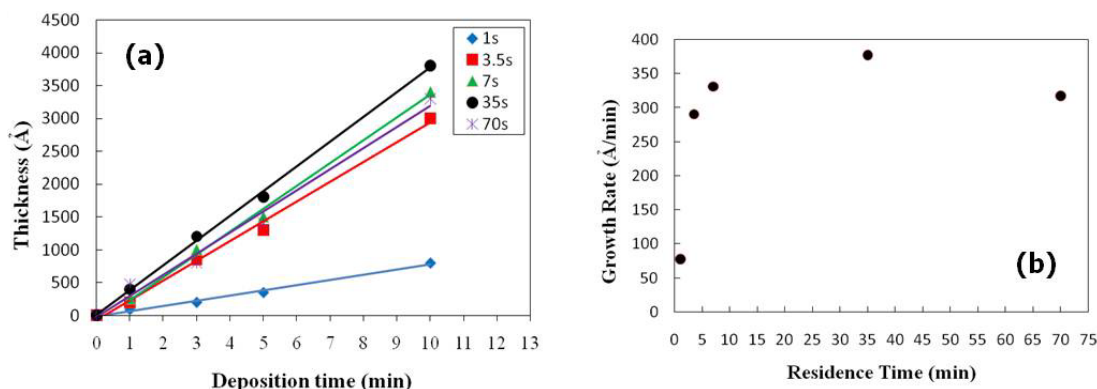 (a)
Thickness (Å)
4500
4000
3500
3000
2500
2000
1500
1000
500
0
0 1 2 3 4 5 6 7 8 9 10 11 12 13
Deposition time (min)
1s
3.5s
7s
35s
70s
(b)
Growth Rate (Å/min)
400
350
300
250
200
150
100
50
0
0 5 10 15 20 25 30 35 40 45 50 55 60 65 70 75
Residence Time (min)